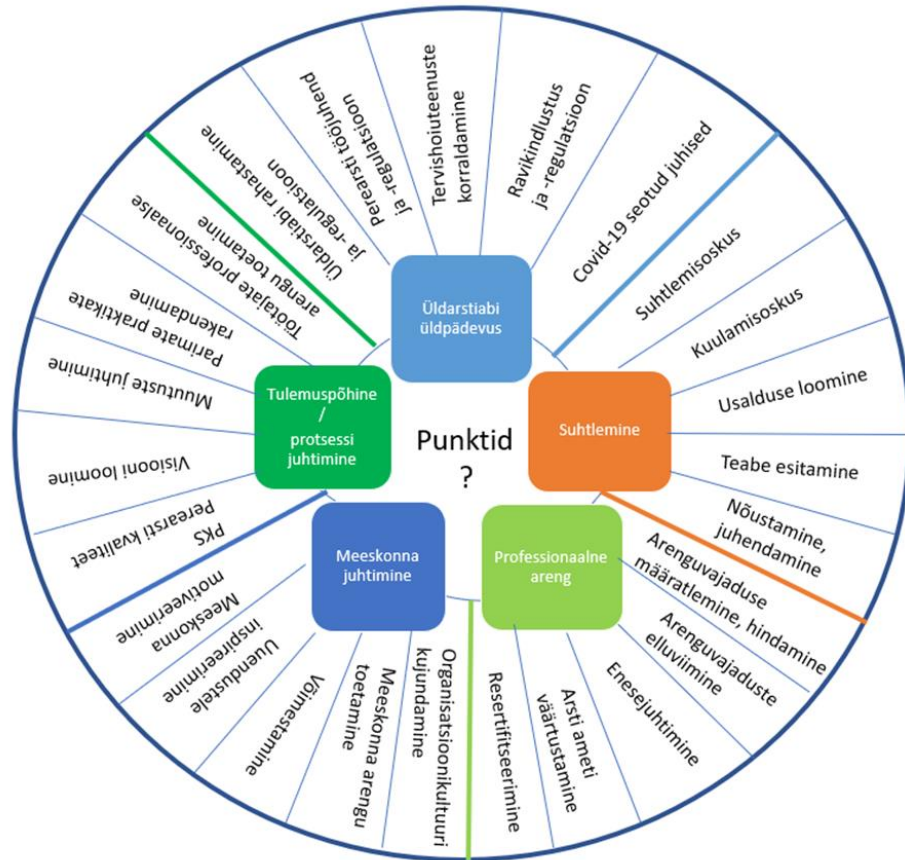 Üldarstiabi rahastamine
ja -regulatsioon
Perearsti tööjuhend
ja -regulatsioon
Tervishoiuteenuste
korraldamine
Ravikindlustus
ja -regulatsioon
Covid-19 seotud juhised
Suhtlemisoskus
Kuulamisoskus
Usalduse loomine
Teabe esitamine
Nõustamine,
juhendamine
Arenguvajaduse
määratlemine, hindamine
Arenguvajaduste
elluviimine
Enesejuhtimine
Arsti ameti
väärtustamine
Resertifitseerimine
Organisatsioonikultuuri
kujundamine
Meeskonna arengu
toetamine
Võimestamine
Uuendustele
inspireerimine
Meeskonna
motiveerimine
PKS
Perearsti kvaliteet
Visiooni loomine
Muutuste juhtimine
Parimate praktikate
rakendamine
Töötajate professionaalse
arengu toetamine
Üldarstiabi
üldpädevus
Suhtlemine
Professionaalne
areng
Meeskonna
juhtimine
Tulemuspõhine
/
protsessi
juhtimine
Punktid
?